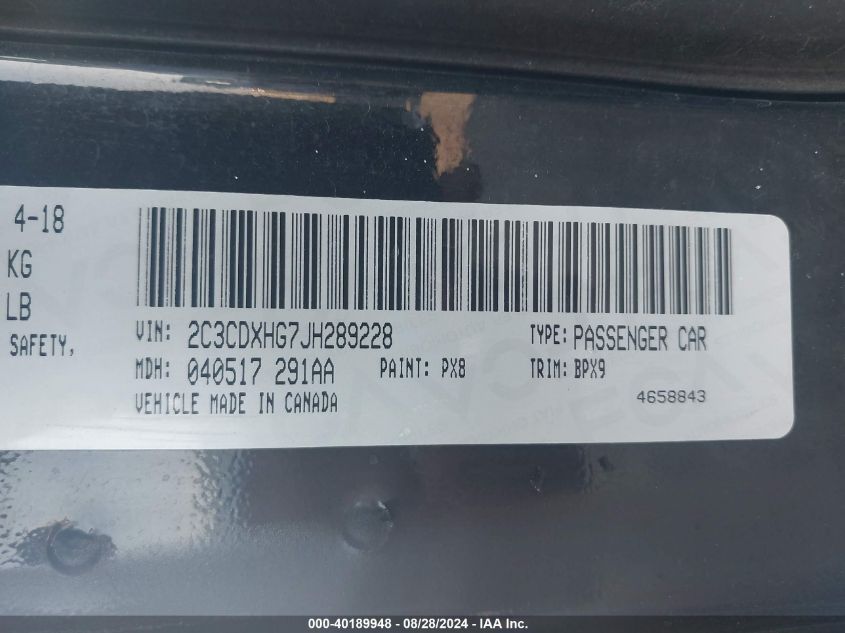 4-18
KG
LB
SAFETY,
VIN: 2C3CDXHG7JH289228 TYPE: PASSENGER CAR
MDH: 040517 291AA PAINT: PX8 TRIM: BPX9
VEHICLE MADE IN CANADA 4658843
000-40189948 - 08/28/2024 - IAA Inc.